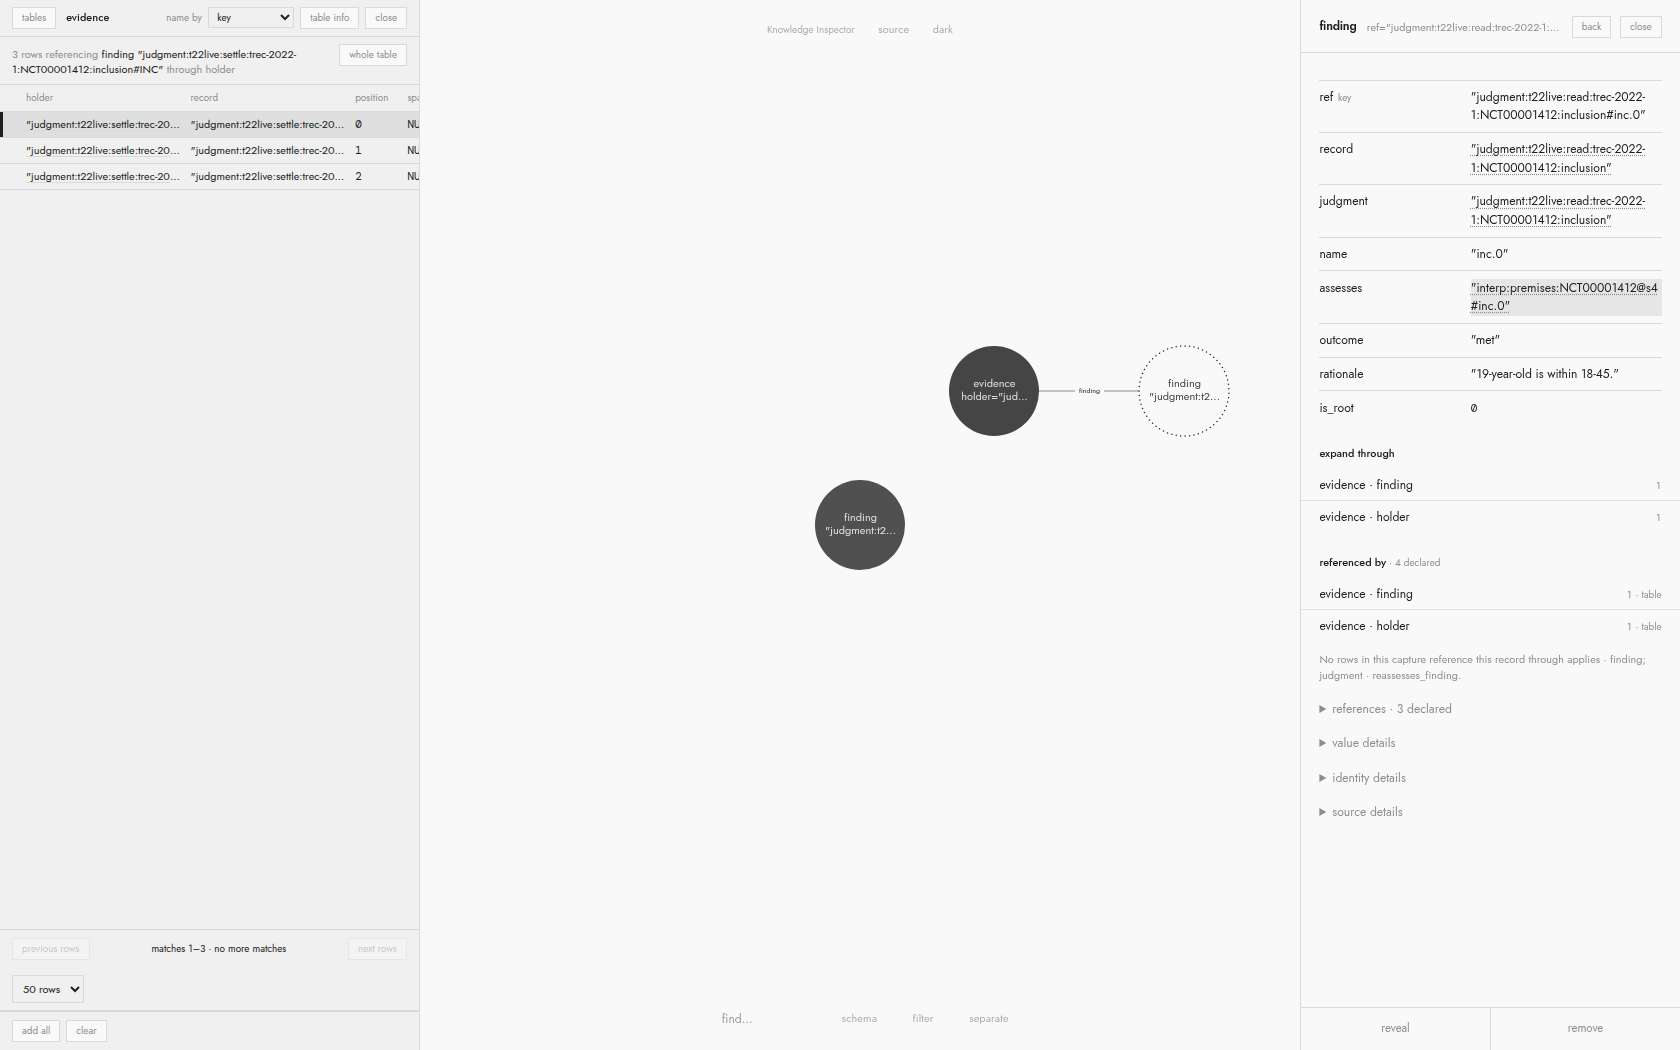 tables evidence name by key table info close
3 rows referencing finding "judgment:t22live:settle:trec-2022-
1:NCT00001412:inclusion#INC" through holder
whole table
holder record position spa
"judgment:t22live:settle:trec-20... "judgment:t22live:settle:trec-20... 0 NU
"judgment:t22live:settle:trec-20... "judgment:t22live:settle:trec-20... 1 NU
"judgment:t22live:settle:trec-20... "judgment:t22live:settle:trec-20... 2 NU
previous rows matches 1–3 · no more matches next rows
50 rows
add all clear
Knowledge Inspector source dark
evidence
holder="jud...
finding
finding
"judgment:t2...
finding
"judgment:t2...
find... schema filter separate
finding ref="judgment:t22live:read:trec-2022-1:... back close
ref key "judgment:t22live:read:trec-2022-
1:NCT00001412:inclusion#inc.0"
record "judgment:t22live:read:trec-2022-
1:NCT00001412:inclusion"
judgment "judgment:t22live:read:trec-2022-
1:NCT00001412:inclusion"
name "inc.0"
assesses "interp:premises:NCT00001412@s4
#inc.0"
outcome "met"
rationale "19-year-old is within 18-45."
is_root 0
expand through
evidence · finding 1
evidence · holder 1
referenced by · 4 declared
evidence · finding 1 · table
evidence · holder 1 · table
No rows in this capture reference this record through applies · finding;
judgment · reassesses_finding.
▶ references · 3 declared
▶ value details
▶ identity details
▶ source details
reveal remove